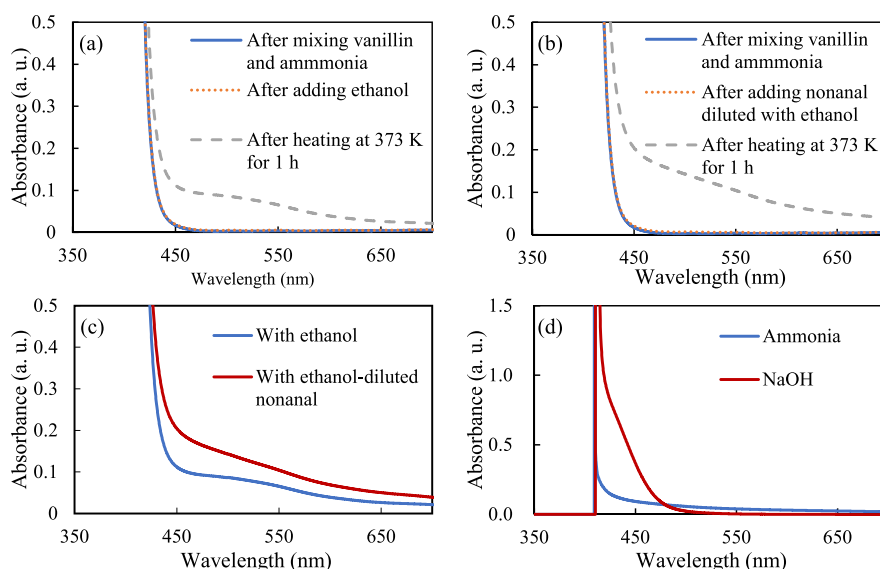 (a)
After mixing vanillin
and ammmonia
After adding ethanol
After heating at 373 K
for 1 h
Absorbance (a. u.)
0.5
0.4
0.3
0.2
0.1
0
350
450
550
650
Wavelength (nm)
(b)
After mixing vanillin
and ammmonia
After adding nonanal
diluted with ethanol
After heating at 373 K
for 1 h
Absorbance (a. u.)
0.5
0.4
0.3
0.2
0.1
0
350
450
550
650
Wavelength (nm)
(c)
With ethanol
With ethanol-diluted
nonanal
Absorbance (a. u.)
0.5
0.4
0.3
0.2
0.1
0
350
450
550
650
Wavelength (nm)
(d)
Ammonia
NaOH
Absorbance (a. u.)
1.5
1.0
0.5
0.0
350
450
550
650
Wavelength (nm)